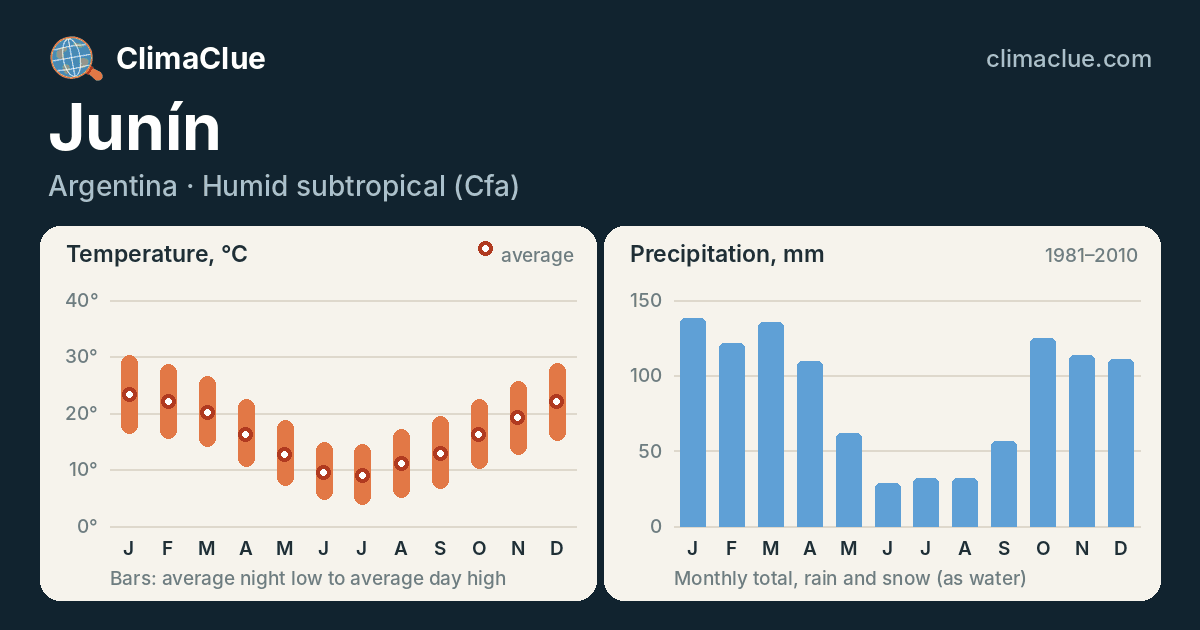 ClimaClue
climaclue.com
Junín
Argentina · Humid subtropical (Cfa)
Temperature, °C
average
40°
30°
20°
10°
0°
J F M A M J J A S O N D
Bars: average night low to average day high
Precipitation, mm
1981–2010
150
100
50
0
J F M A M J J A S O N D
Monthly total, rain and snow (as water)